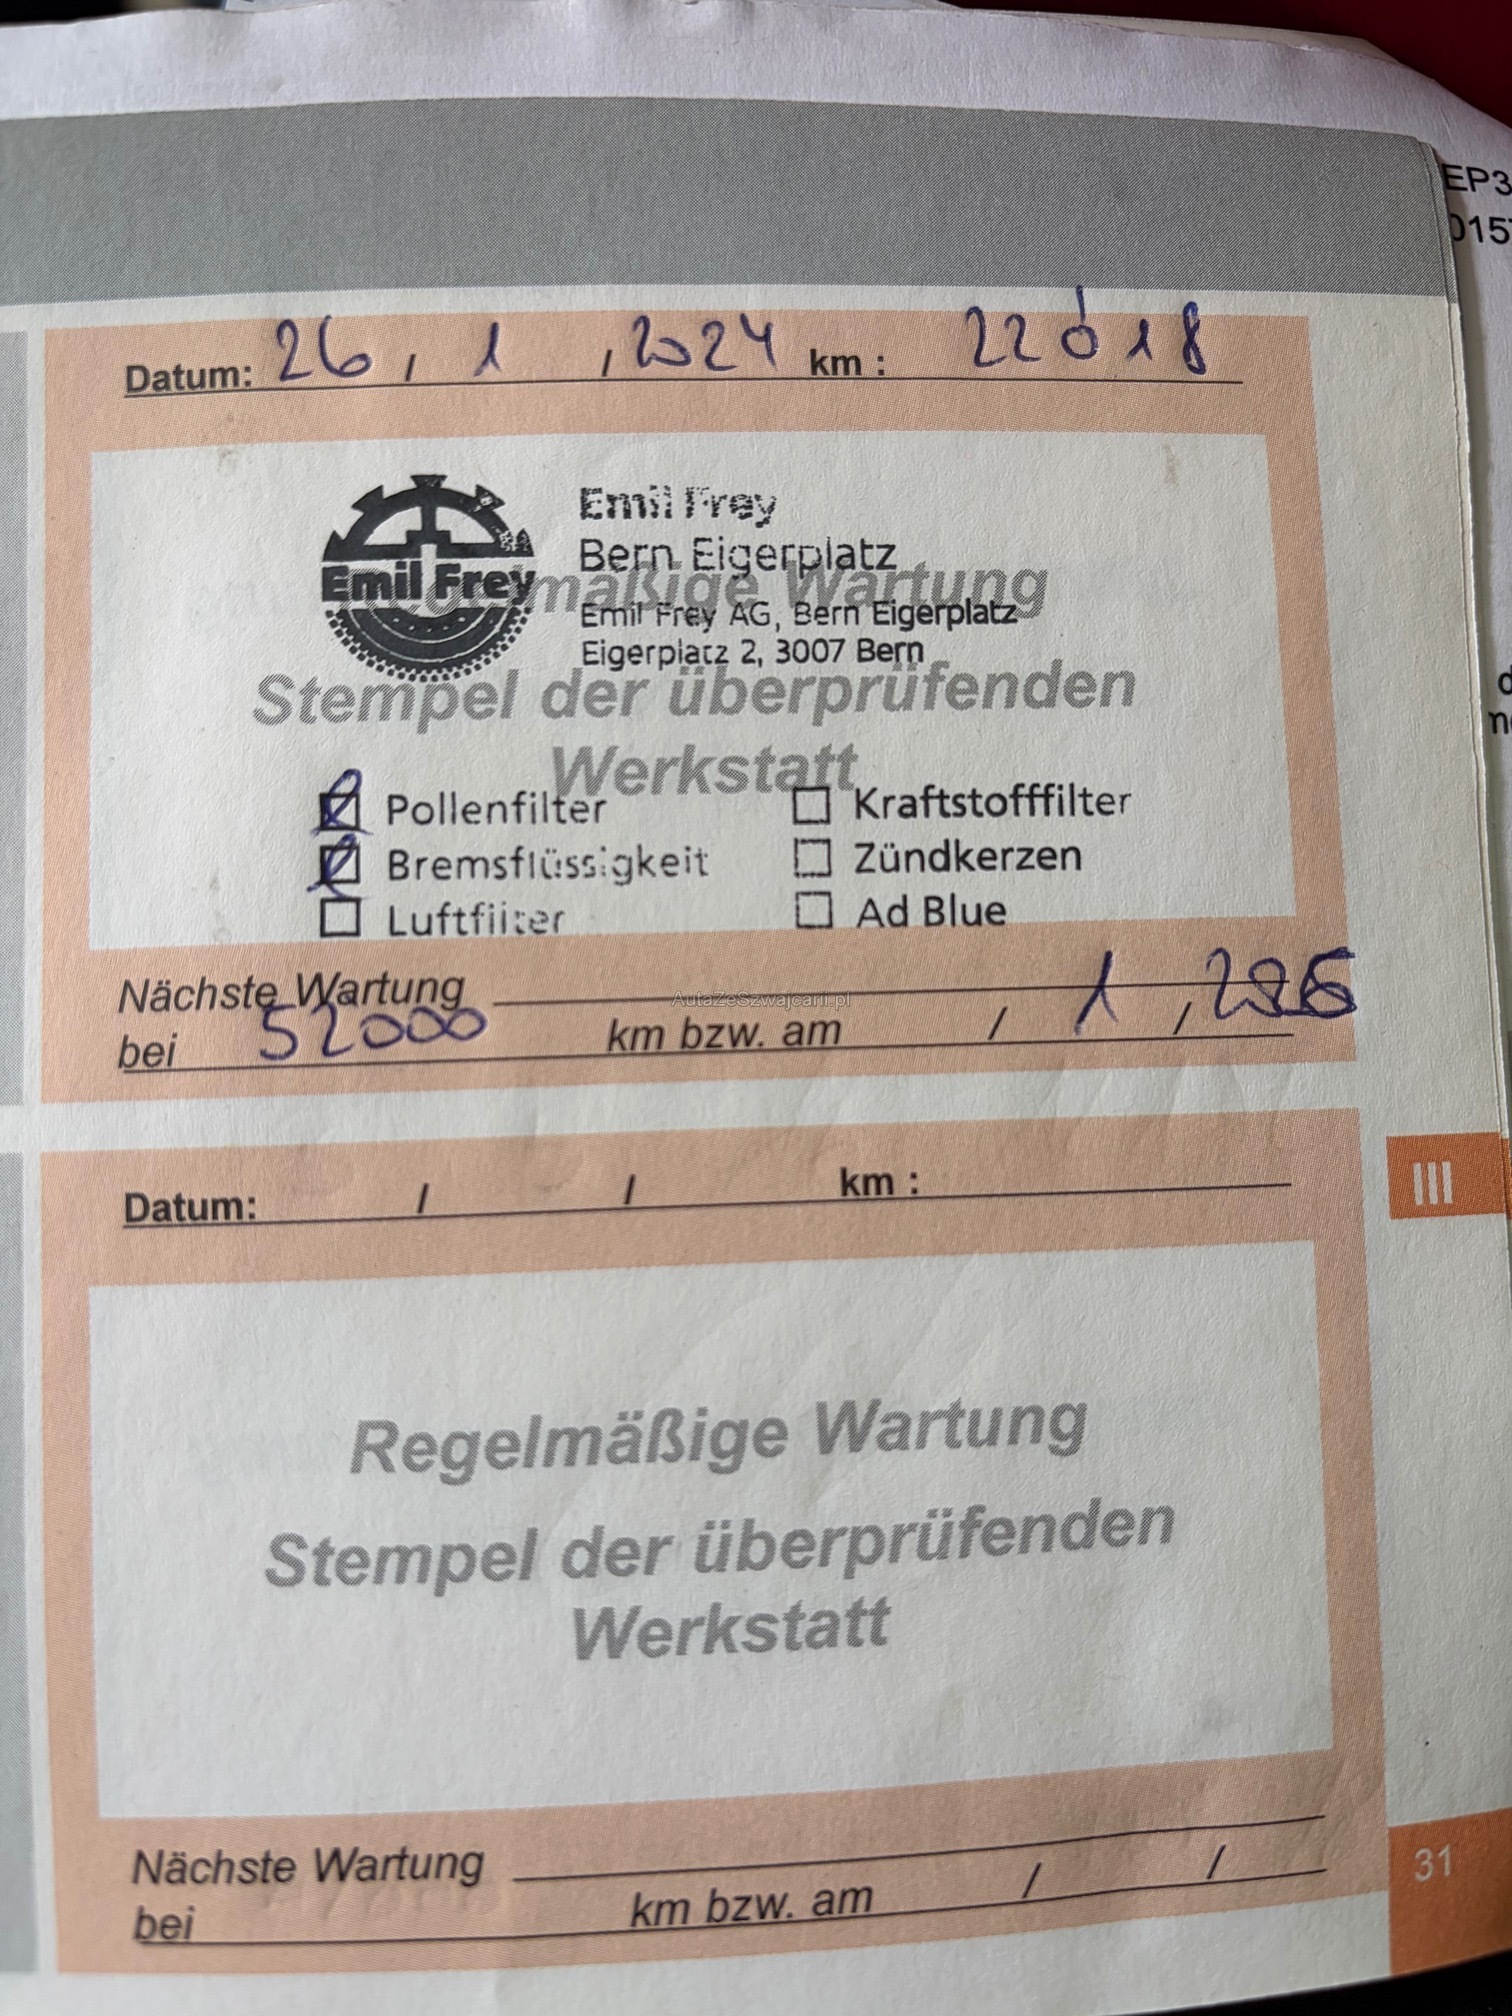 EP3
015
Datum: 26 / 1 / 2024 km : 22018
Emil Frey
Emil Frey
Bern Eigerplatz
mäßige Wartung
Emil Frey AG, Bern Eigerplatz
Eigerplatz 2, 3007 Bern
Stempel der überprüfenden
Werkstatt
Pollenfilter
Kraftstofffilter
Bremsflüssigkeit
Zündkerzen
Luftfilter
Ad Blue
Nächste Wartung
AutaZeSzwajcarii.pl
bei 52000 km bzw. am / 1 / 2026
Datum: / / km :
III
Regelmäßige Wartung
Stempel der überprüfenden
Werkstatt
Nächste Wartung
bei km bzw. am / /
31